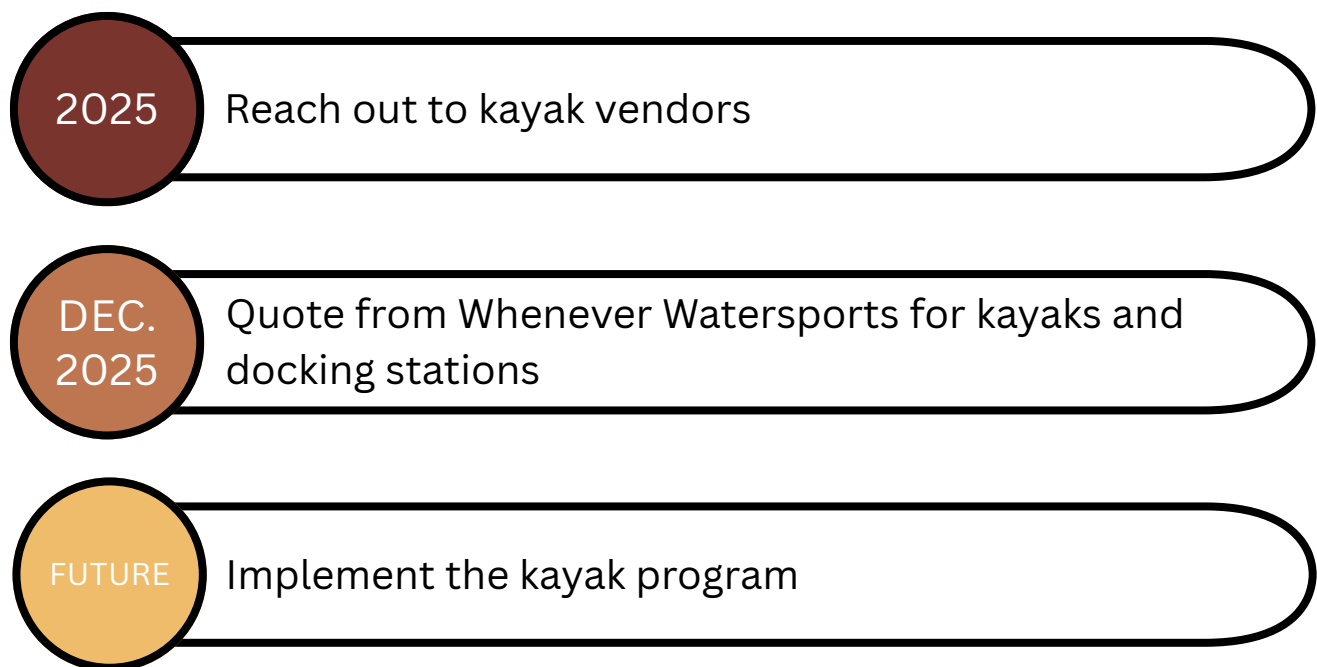 2025
Reach out to kayak vendors
DEC.
2025
Quote from Whenever Watersports for kayaks and
docking stations
FUTURE
Implement the kayak program